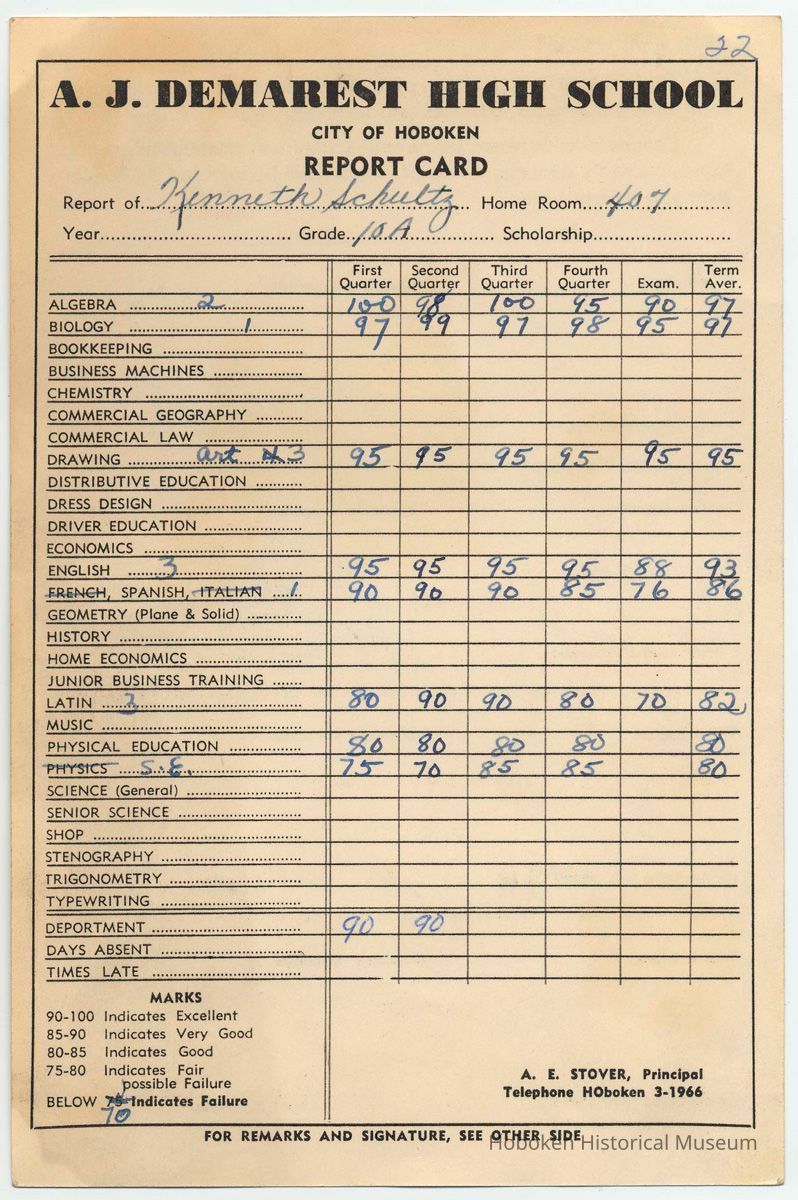 22
A. J. DEMAREST HIGH SCHOOL
CITY OF HOBOKEN
REPORT CARD
Report of Kenneth Schultz Home Room 407
Year Grade 10A Scholarship
First Quarter Second Quarter Third Quarter Fourth Quarter Exam. Term Aver.
ALGEBRA 2 100 98 100 95 90 97
BIOLOGY 1 97 99 97 98 95 97
BOOKKEEPING
BUSINESS MACHINES
CHEMISTRY
COMMERCIAL GEOGRAPHY
COMMERCIAL LAW
DRAWING art 3 95 95 95 95 95 95
DISTRIBUTIVE EDUCATION
DRESS DESIGN
DRIVER EDUCATION
ECONOMICS
ENGLISH 3 95 95 95 95 88 93
FRENCH, SPANISH, ITALIAN 1 90 90 90 85 76 86
GEOMETRY (Plane & Solid)
HISTORY
HOME ECONOMICS
JUNIOR BUSINESS TRAINING
LATIN 3 80 90 90 80 70 82
MUSIC
PHYSICAL EDUCATION 80 80 80 80 80
PHYSICS S.E. 75 70 85 85 80
SCIENCE (General)
SENIOR SCIENCE
SHOP
STENOGRAPHY
TRIGONOMETRY
TYPEWRITING
DEPORTMENT 90 90
DAYS ABSENT
TIMES LATE
MARKS
90-100 Indicates Excellent
85-90 Indicates Very Good
80-85 Indicates Good
75-80 Indicates Fair
possible Failure
BELOW 75 Indicates Failure
70
A. E. STOVER, Principal
Telephone HOboken 3-1966
FOR REMARKS AND SIGNATURE, SEE OTHER SIDE
Hoboken Historical Museum